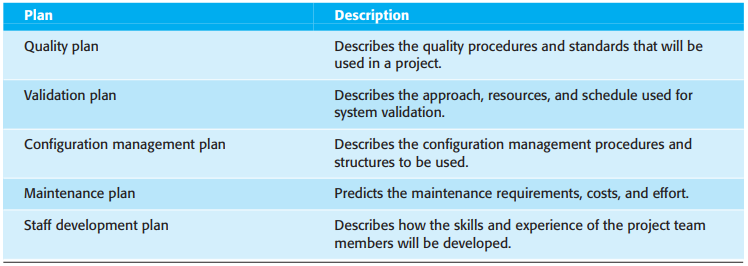 Plan Description
Quality plan Describes the quality procedures and standards that will be
used in a project.
Validation plan Describes the approach, resources, and schedule used for
system validation.
Configuration management plan Describes the configuration management procedures and
structures to be used.
Maintenance plan Predicts the maintenance requirements, costs, and effort.
Staff development plan Describes how the skills and experience of the project team
members will be developed.